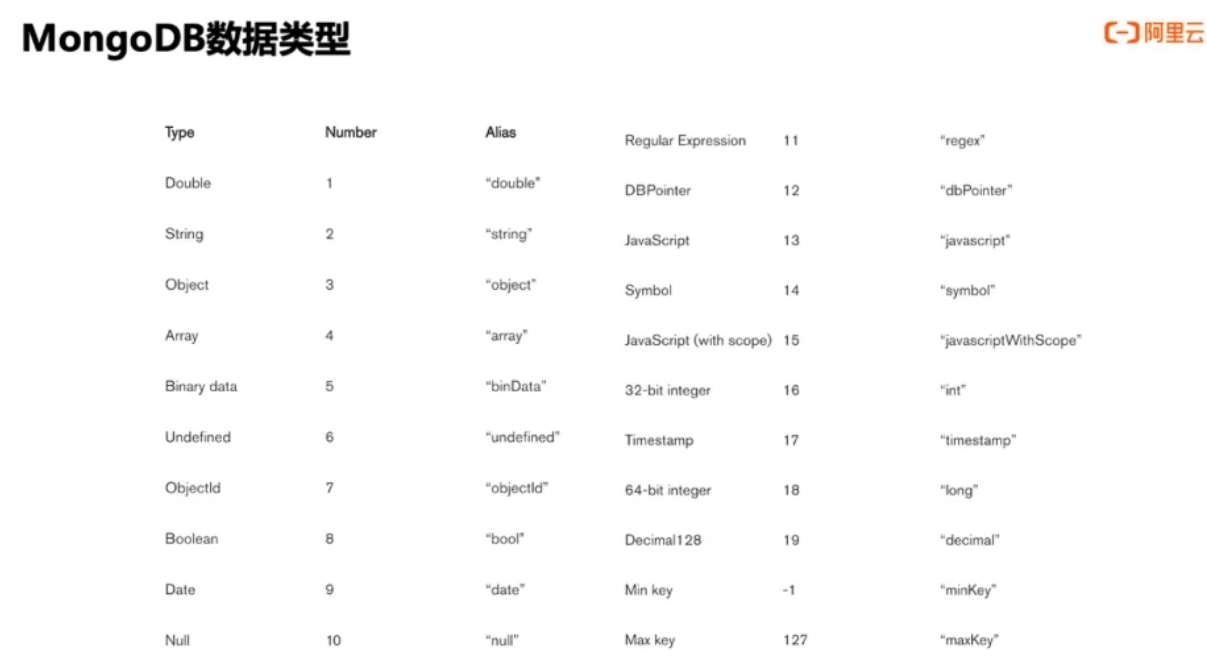 MongoDB数据类型
阿里云
Type Number Alias
Double 1 “double”
String 2 “string”
Object 3 “object”
Array 4 “array”
Binary data 5 “binData”
Undefined 6 “undefined”
ObjectId 7 “objectId”
Boolean 8 “bool”
Date 9 “date”
Null 10 “null”
Regular Expression 11 “regex”
DBPointer 12 “dbPointer”
JavaScript 13 “javascript”
Symbol 14 “symbol”
JavaScript (with scope) 15 “javascriptWithScope”
32-bit integer 16 “int”
Timestamp 17 “timestamp”
64-bit integer 18 “long”
Decimal128 19 “decimal”
Min key -1 “minKey”
Max key 127 “maxKey”